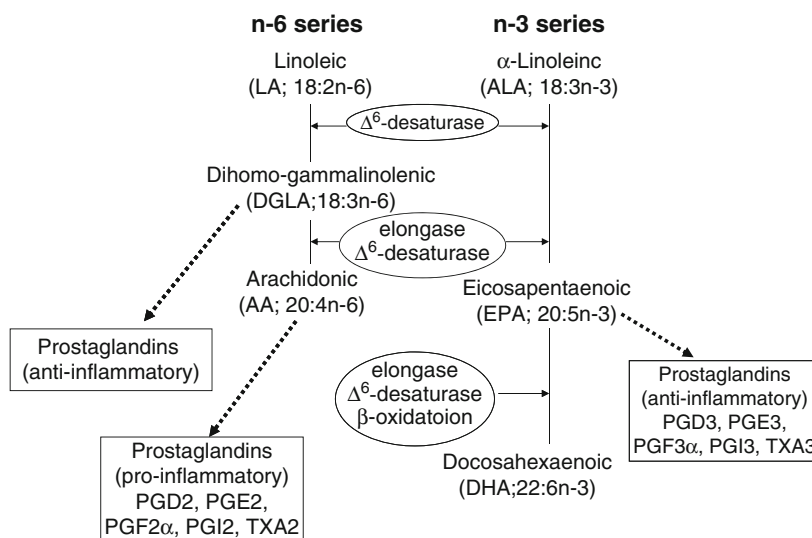 n-6 series
n-3 series
Linoleic
(LA; 18:2n-6)
α-Linoleinc
(ALA; 18:3n-3)
Δ⁶-desaturase
Dihomo-gammalinolenic
(DGLA;18:3n-6)
elongase
Δ⁶-desaturase
Arachidonic
(AA; 20:4n-6)
Eicosapentaenoic
(EPA; 20:5n-3)
Prostaglandins
(anti-inflammatory)
elongase
Δ⁶-desaturase
β-oxidatoion
Prostaglandins
(anti-inflammatory)
PGD3, PGE3,
PGF3α, PGI3, TXA3
Prostaglandins
(pro-inflammatory)
PGD2, PGE2,
PGF2α, PGI2, TXA2
Docosahexaenoic
(DHA;22:6n-3)